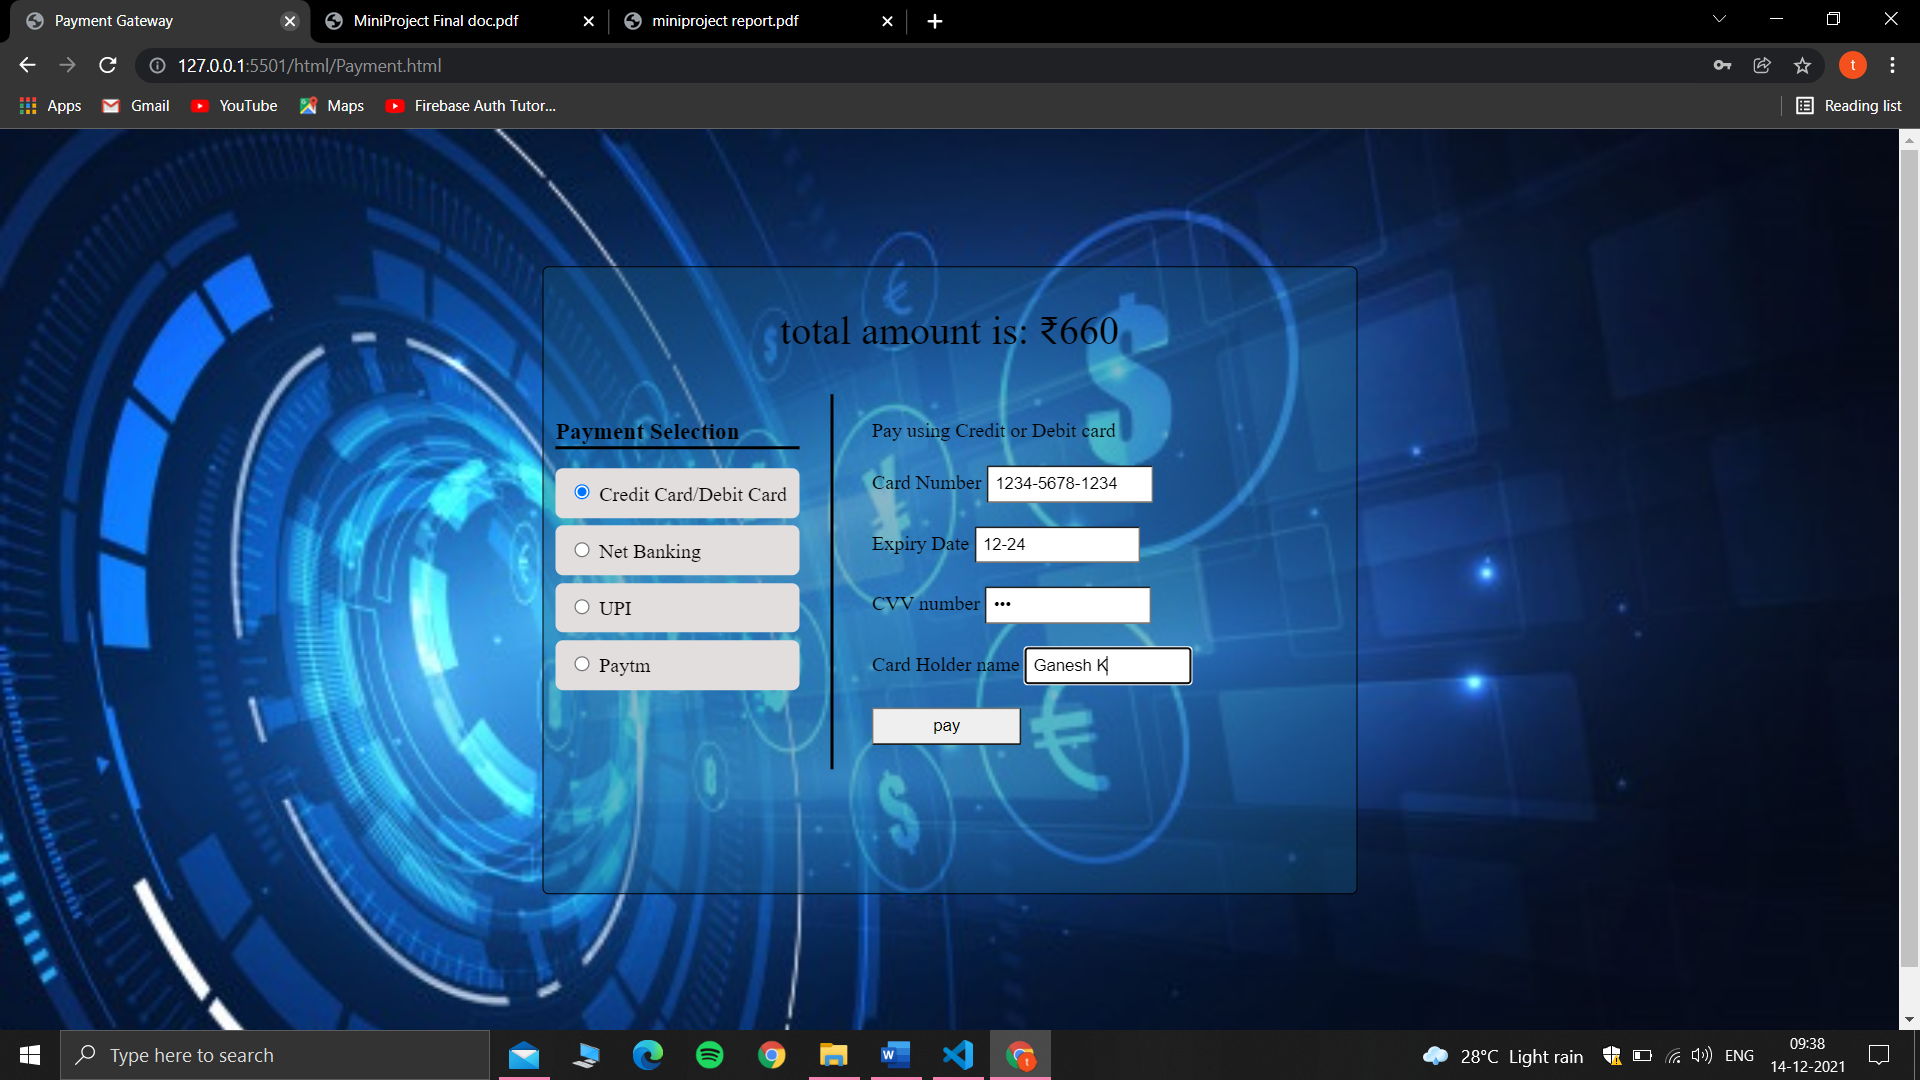 Payment Gateway
MiniProject Final doc.pdf
miniproject report.pdf
127.0.0.1:5501/html/Payment.html
t
Apps
Gmail
YouTube
Maps
Firebase Auth Tutor...
Reading list
total amount is: ₹660
Payment Selection
Credit Card/Debit Card
Net Banking
UPI
Paytm
Pay using Credit or Debit card
Card Number 1234-5678-1234
Expiry Date 12-24
CVV number •••
Card Holder name Ganesh K
pay
Type here to search
28°C Light rain
ENG
09:38
14-12-2021